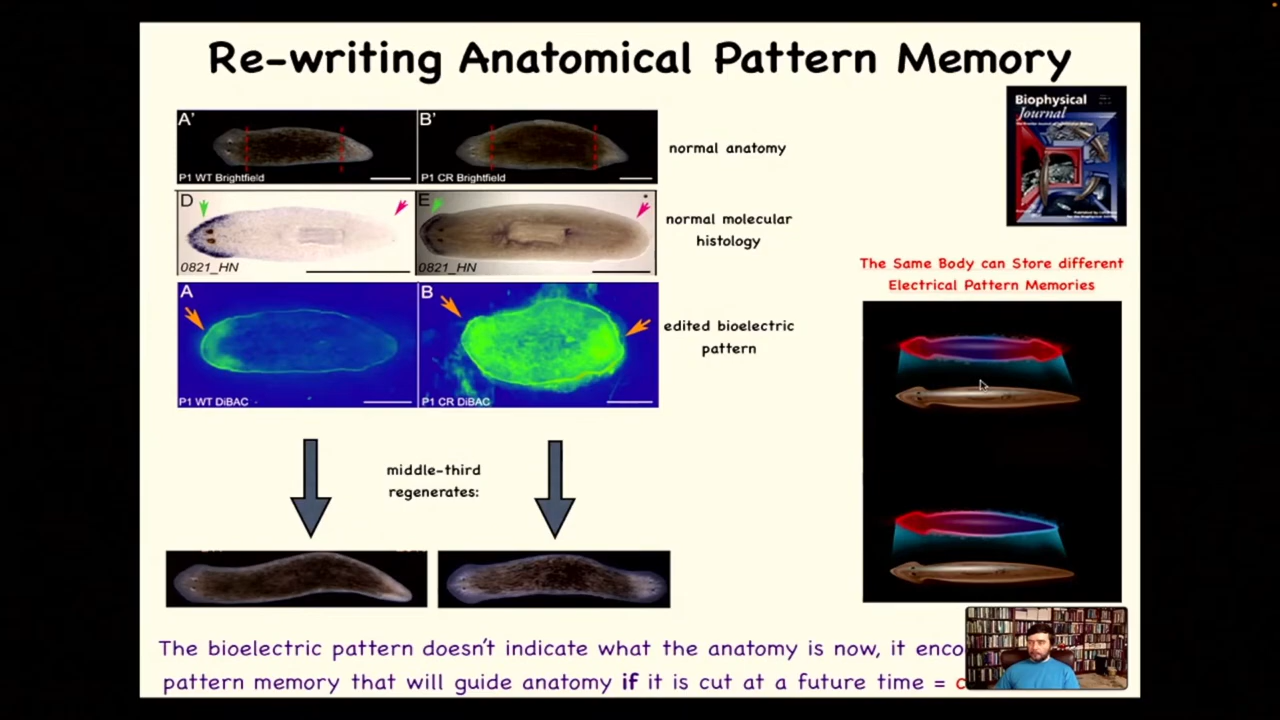 Re-writing Anatomical Pattern Memory
A'
B'
P1 WT Brightfield
P1 CR Brightfield
normal anatomy
D
E
0821_HN
0821_HN
normal molecular
histology
A
B
P1 WT DiBAC
P1 CR DiBAC
edited bioelectric
pattern
middle-third
regenerates:
Biophysical
Journal
The Same Body can Store different
Electrical Pattern Memories
The bioelectric pattern doesn't indicate what the anatomy is now, it enco
pattern memory that will guide anatomy if it is cut at a future time = c